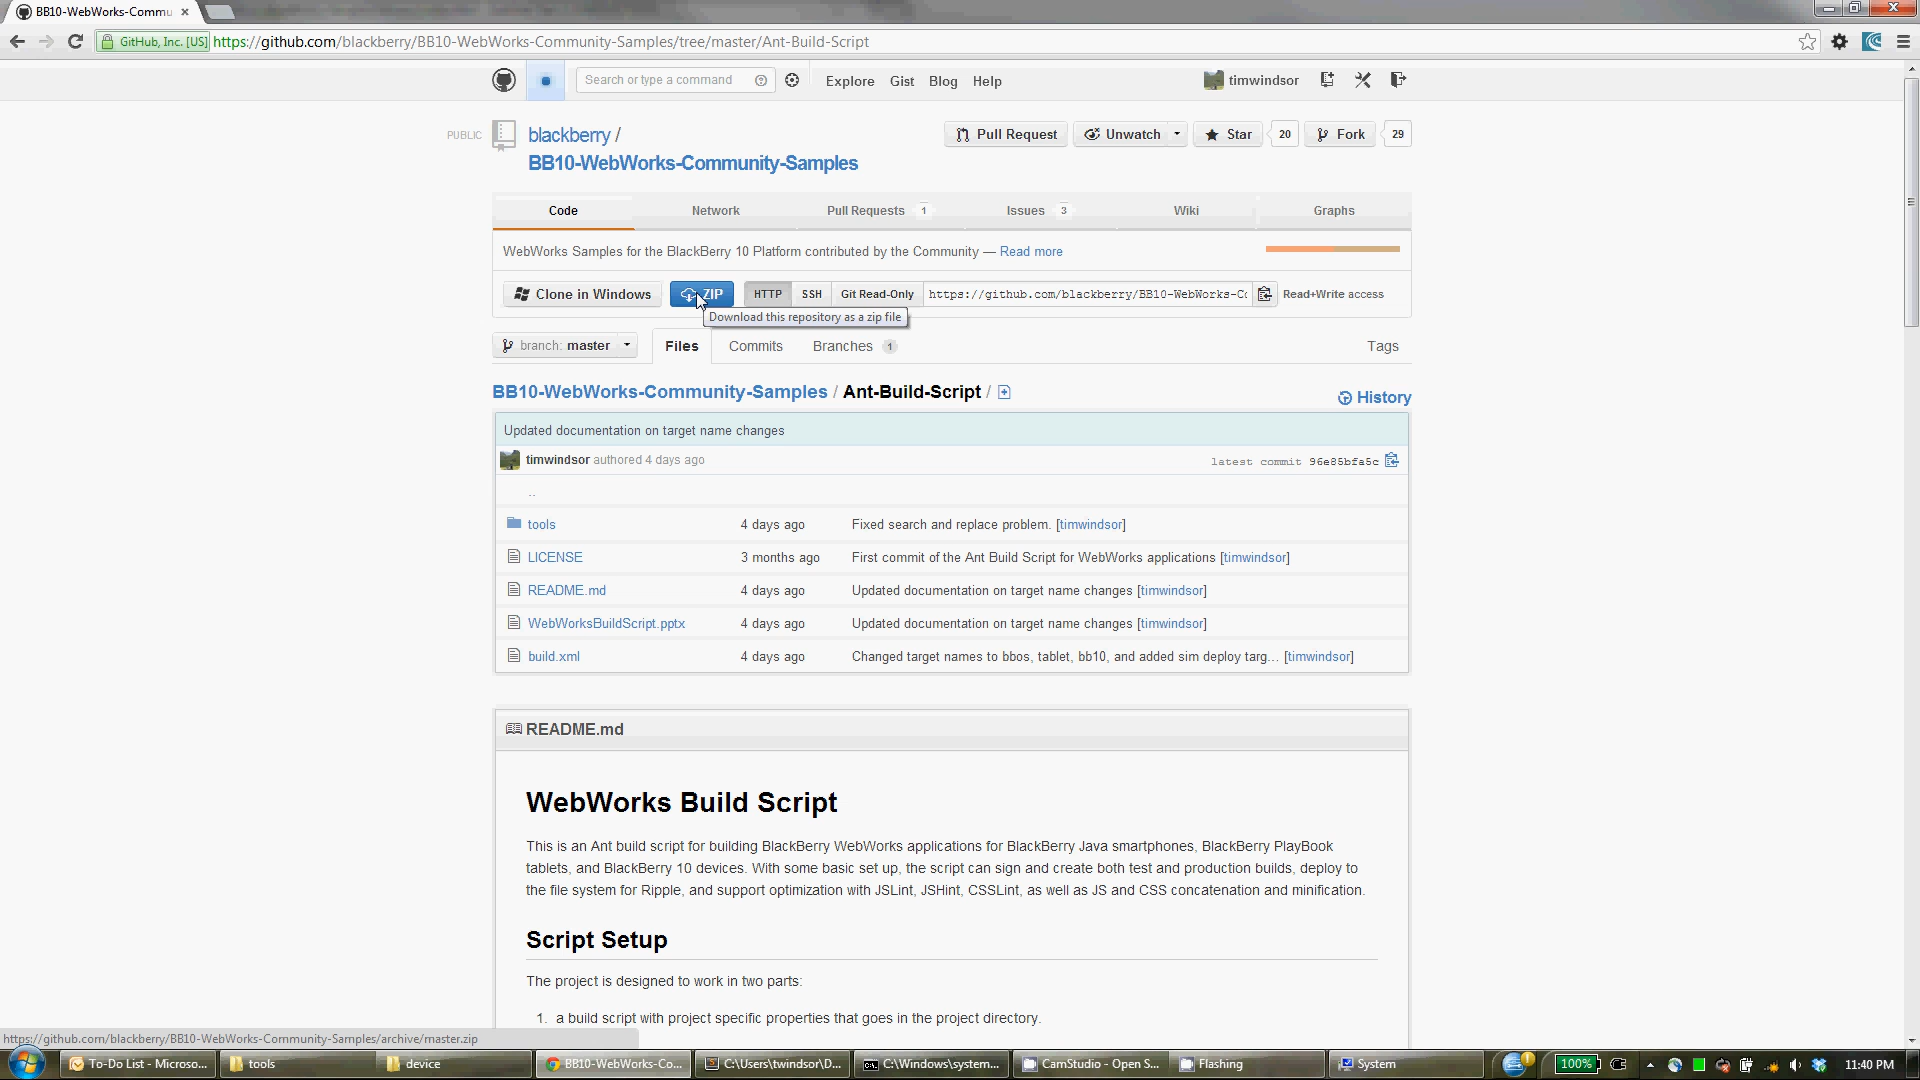 BB10-WebWorks-Commu
GitHub, Inc. [US] https://github.com/blackberry/BB10-WebWorks-Community-Samples/tree/master/Ant-Build-Script
Search or type a command
Explore Gist Blog Help
timwindsor
PUBLIC blackberry /
BB10-WebWorks-Community-Samples
Pull Request Unwatch Star 20 Fork 29
Code Network Pull Requests 1 Issues 3 Wiki Graphs
WebWorks Samples for the BlackBerry 10 Platform contributed by the Community — Read more
Clone in Windows ZIP HTTP SSH Git Read-Only https://github.com/blackberry/BB10-WebWorks-Co Read+Write access
Download this repository as a zip file
branch: master Files Commits Branches 1 Tags
BB10-WebWorks-Community-Samples / Ant-Build-Script /
History
Updated documentation on target name changes
timwindsor authored 4 days ago latest commit 96e85bfa5c
..
tools 4 days ago Fixed search and replace problem. [timwindsor]
LICENSE 3 months ago First commit of the Ant Build Script for WebWorks applications [timwindsor]
README.md 4 days ago Updated documentation on target name changes [timwindsor]
WebWorksBuildScript.pptx 4 days ago Updated documentation on target name changes [timwindsor]
build.xml 4 days ago Changed target names to bbos, tablet, bb10, and added sim deploy targ... [timwindsor]
README.md
WebWorks Build Script
This is an Ant build script for building BlackBerry WebWorks applications for BlackBerry Java smartphones, BlackBerry PlayBook
tablets, and BlackBerry 10 devices. With some basic set up, the script can sign and create both test and production builds, deploy to
the file system for Ripple, and support optimization with JSLint, JSHint, CSSLint, as well as JS and CSS concatenation and minification.
Script Setup
The project is designed to work in two parts:
1. a build script with project specific properties that goes in the project directory.
https://github.com/blackberry/BB10-WebWorks-Community-Samples/archive/master.zip
To-Do List - Microso... tools device BB10-WebWorks-Co... C:\Users\twindsor\D... C:\Windows\system... CamStudio - Open S... Flashing System 100% 11:40 PM